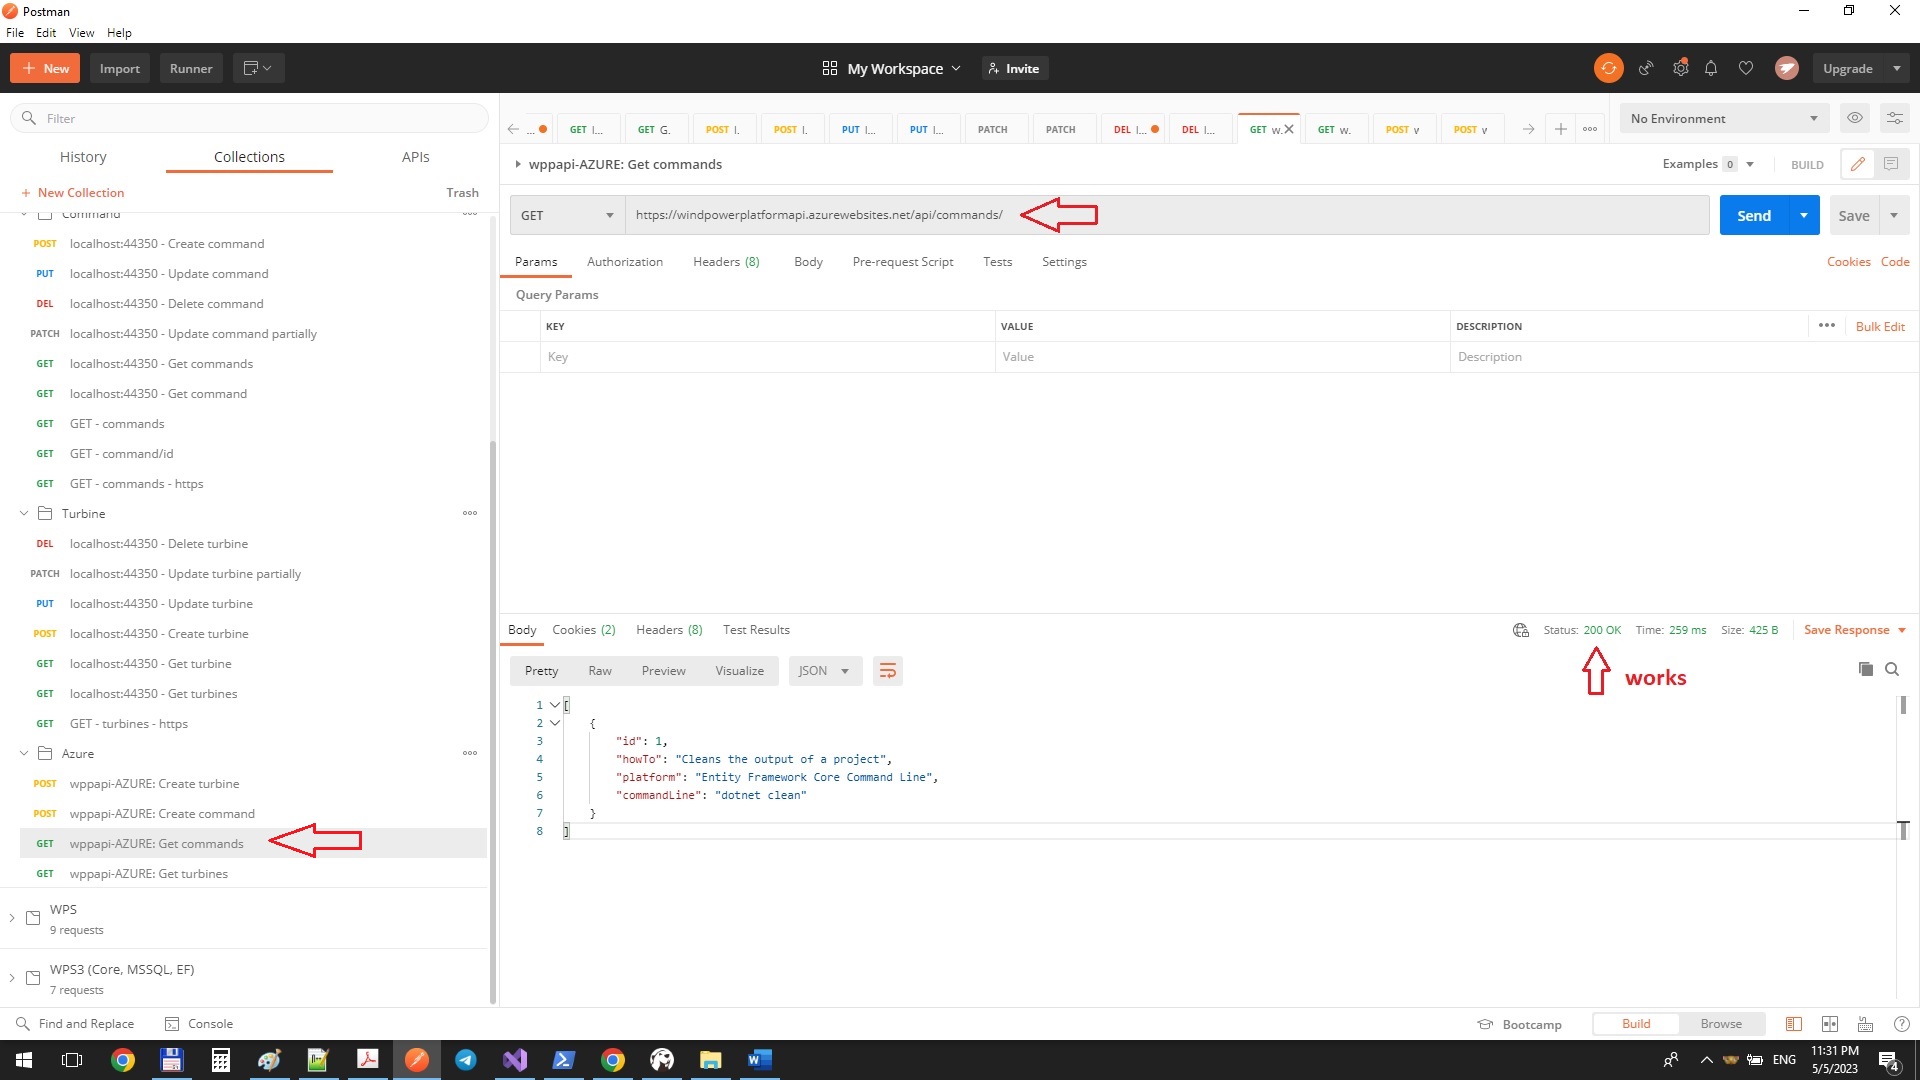 Postman
File Edit View Help
New Import Runner My Workspace Invite Upgrade
Filter
History Collections APIs
New Collection Trash
Command
POST localhost:44350 - Create command
PUT localhost:44350 - Update command
DEL localhost:44350 - Delete command
PATCH localhost:44350 - Update command partially
GET localhost:44350 - Get commands
GET localhost:44350 - Get command
GET GET - commands
GET GET - command/id
GET GET - commands - https
Turbine
DEL localhost:44350 - Delete turbine
PATCH localhost:44350 - Update turbine partially
PUT localhost:44350 - Update turbine
POST localhost:44350 - Create turbine
GET localhost:44350 - Get turbine
GET localhost:44350 - Get turbines
GET GET - turbines - https
Azure
POST wppapi-AZURE: Create turbine
POST wppapi-AZURE: Create command
GET wppapi-AZURE: Get commands
GET wppapi-AZURE: Get turbines
WPS
9 requests
WPS3 (Core, MSSQL, EF)
7 requests
... GET l... GET G. POST l. POST l. PUT l... PUT l... PATCH PATCH DEL l... DEL l... GET w. GET w. POST v POST v
No Environment
wppapi-AZURE: Get commands
Examples 0 BUILD
GET https://windpowerplatformapi.azurewebsites.net/api/commands/ Send Save
Params Authorization Headers (8) Body Pre-request Script Tests Settings Cookies Code
Query Params
KEY VALUE DESCRIPTION Bulk Edit
Key Value Description
Body Cookies (2) Headers (8) Test Results Status: 200 OK Time: 259 ms Size: 425 B Save Response
Pretty Raw Preview Visualize JSON
works
1 [
2 {
3 "id": 1,
4 "howTo": "Cleans the output of a project",
5 "platform": "Entity Framework Core Command Line",
6 "commandLine": "dotnet clean"
7 }
8 ]
Find and Replace Console Bootcamp Build Browse
ENG 11:31 PM
5/5/2023
4